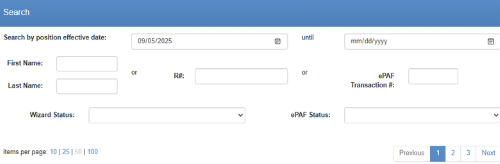 Search
Search by position effective date: 09/05/2025 until mm/dd/yyyy
First Name:
or R#: or ePAF Transaction #:
Last Name:
Wizard Status: ePAF Status:
items per page: 10 | 25 | 50 | 100 Previous 1 2 3 Next